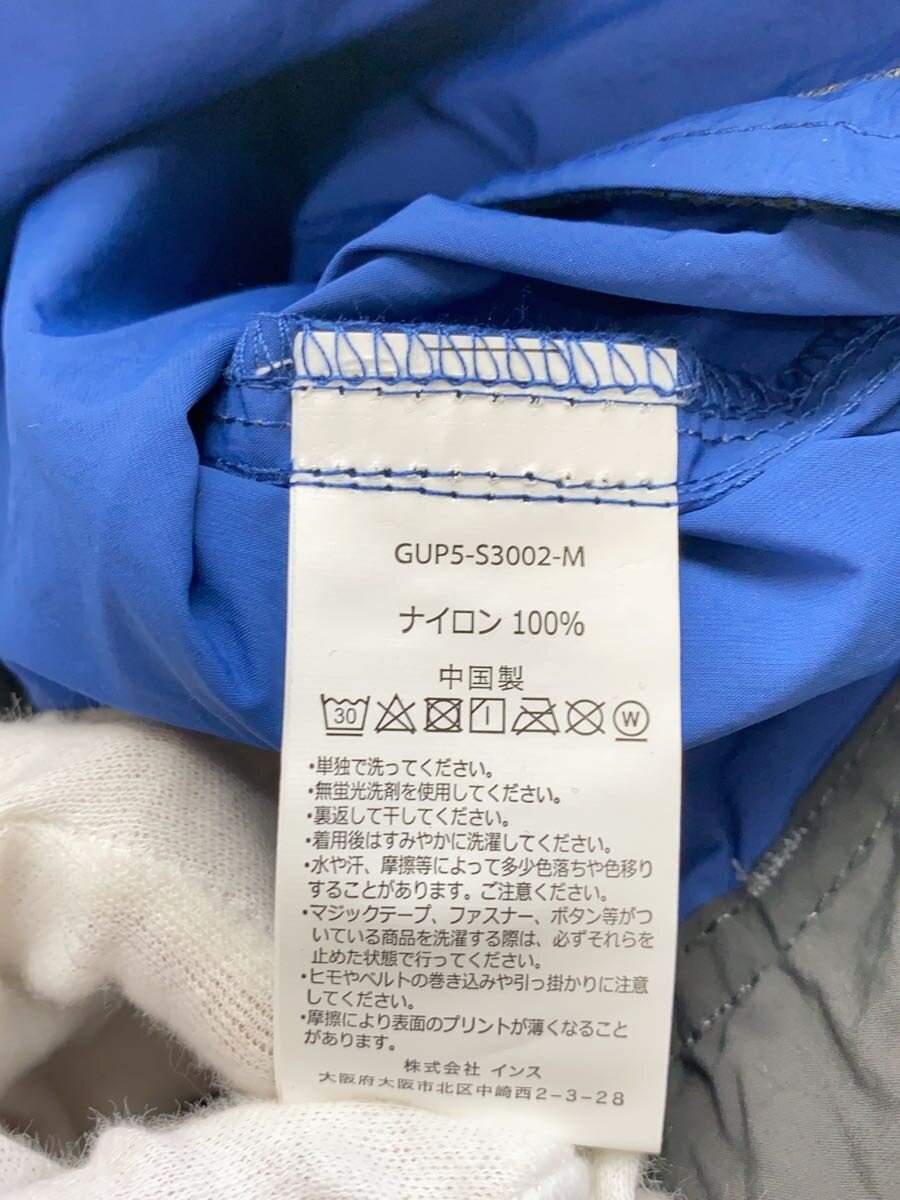 GUP5-S3002-M
ナイロン 100%
中国製
30 W
・単独で洗ってください。
・無蛍光洗剤を使用してください。
・裏返して干してください。
・着用後はすみやかに洗濯してください。
・水や汗、摩擦等によって多少色落ちや色移り
することがあります。ご注意ください。
・マジックテープ、ファスナー、ボタン等がつ
いている商品を洗濯する際は、必ずそれらを
止めた状態で行ってください。
・ヒモやベルトの巻き込みや引っ掛かりに注意
してください。
・摩擦により表面のプリントが薄くなること
があります。
株式会社 インス
大阪府大阪市北区中崎西2-3-28